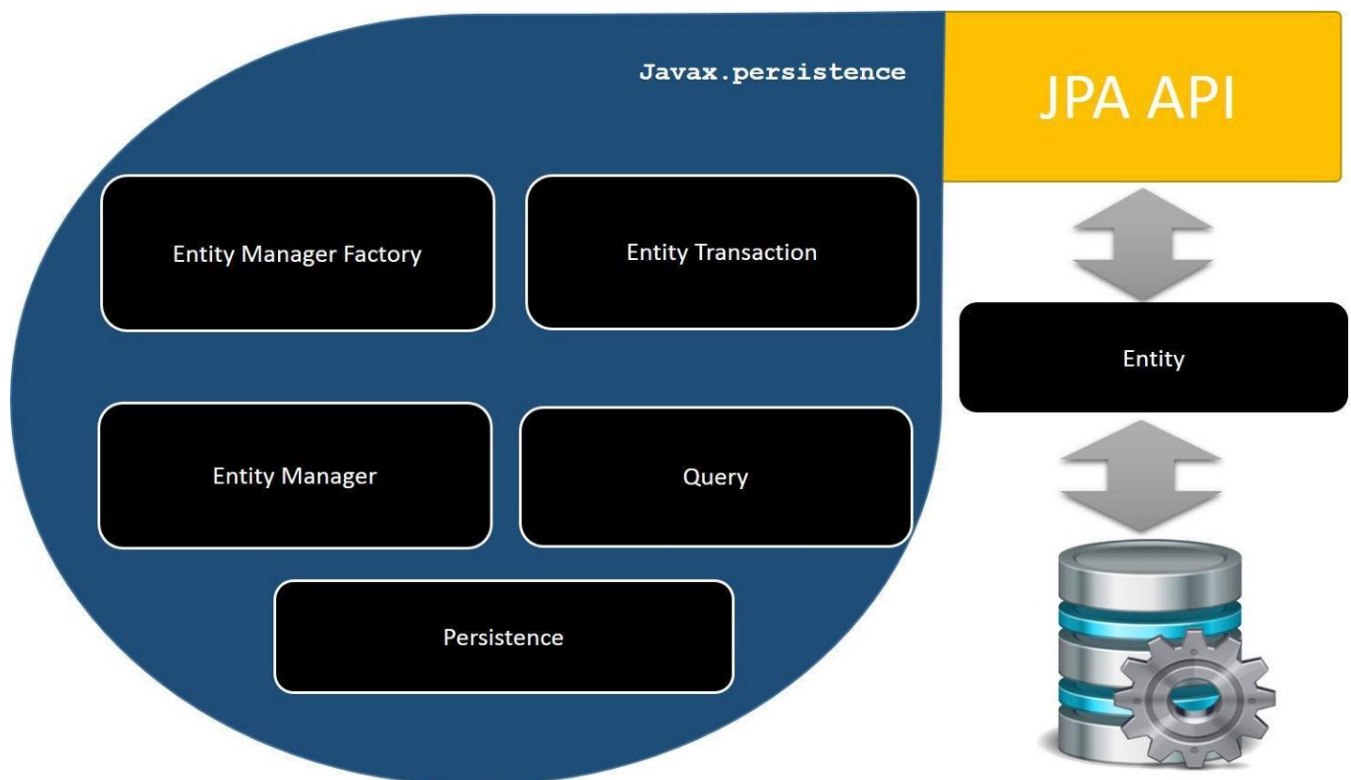 Javax.persistence
JPA API
Entity Manager Factory
Entity Transaction
Entity
Entity Manager
Query
Persistence